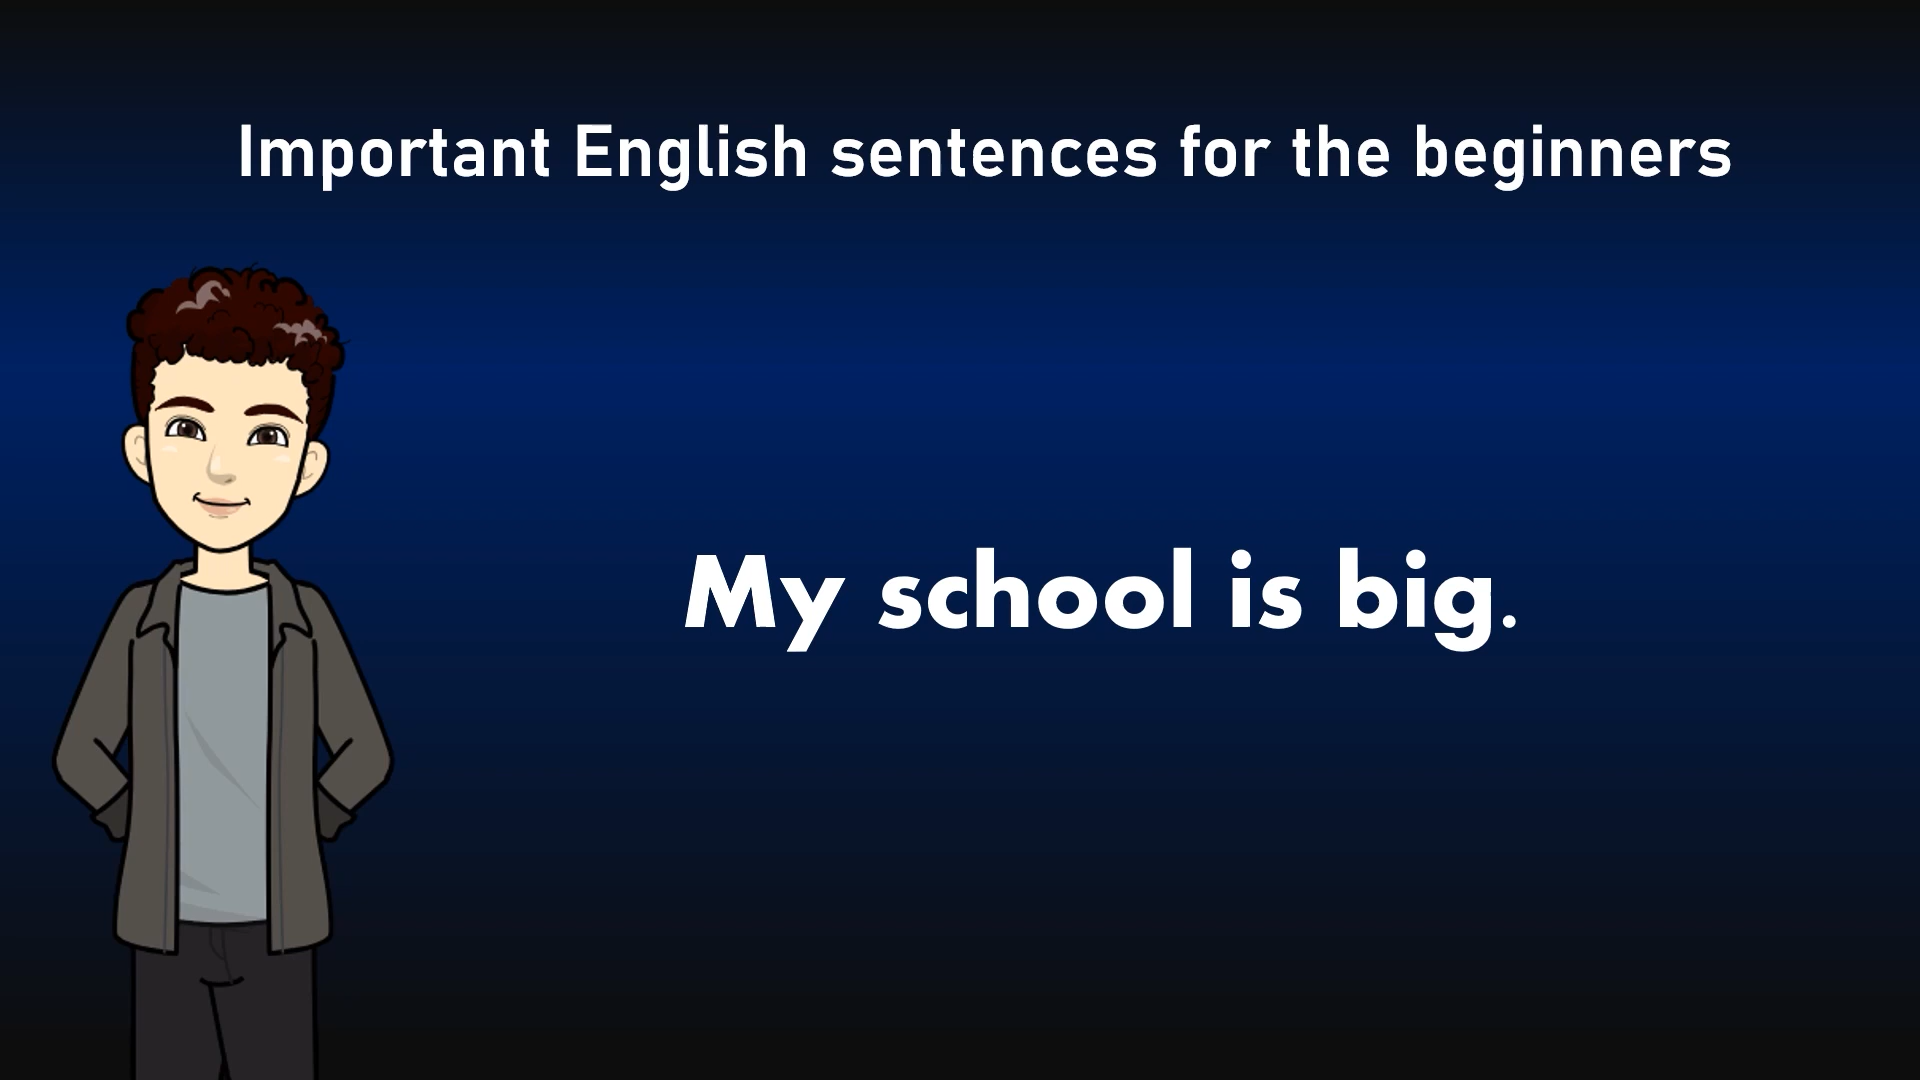 Important English sentences for the beginners
My school is big.